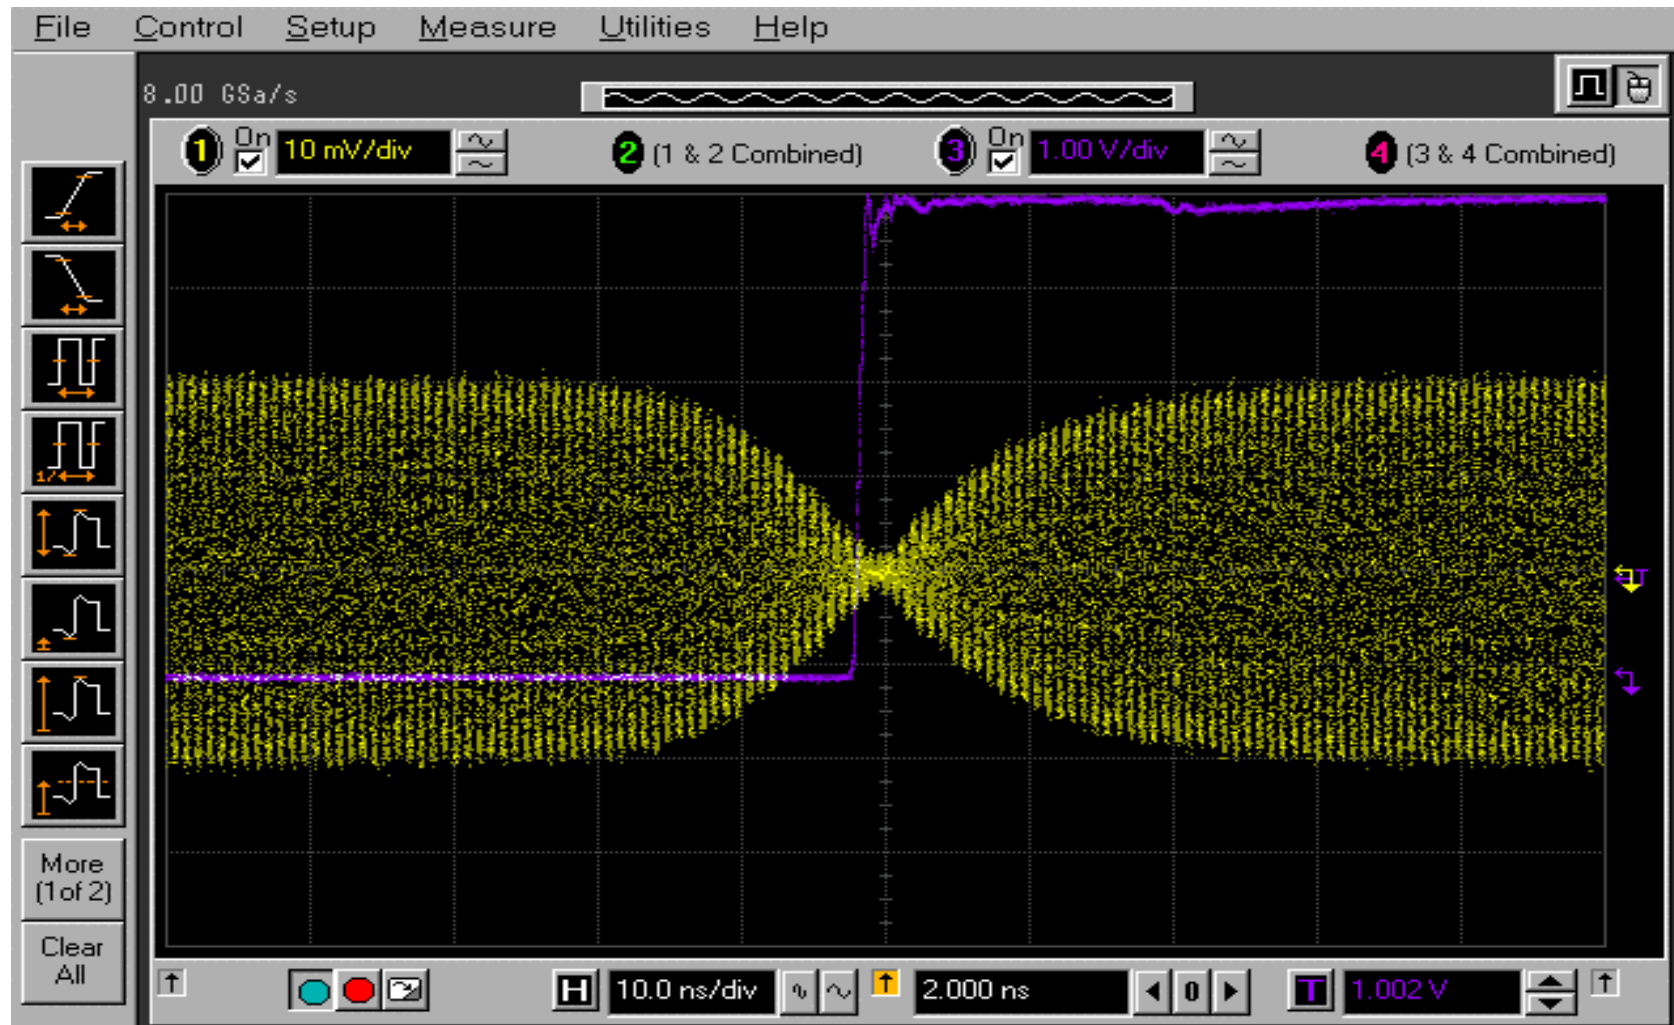 File Control Setup Measure Utilities Help
8.00 GSa/s
1 On 10 mV/div 2 (1 & 2 Combined) 3 On 1.00 V/div 4 (3 & 4 Combined)
1/
T
More
(1 of 2)
Clear
All
H 10.0 ns/div 2.000 ns 0 T 1.002 V